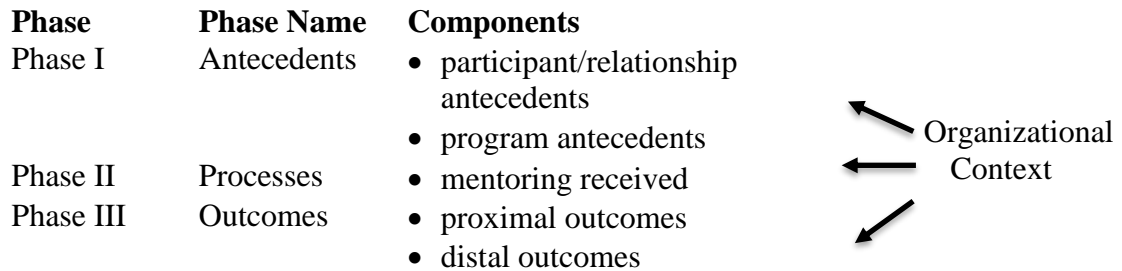 Phase Phase Name Components
Phase I Antecedents • participant/relationship
antecedents
• program antecedents
Phase II Processes • mentoring received
Phase III Outcomes • proximal outcomes
• distal outcomes
Organizational
Context